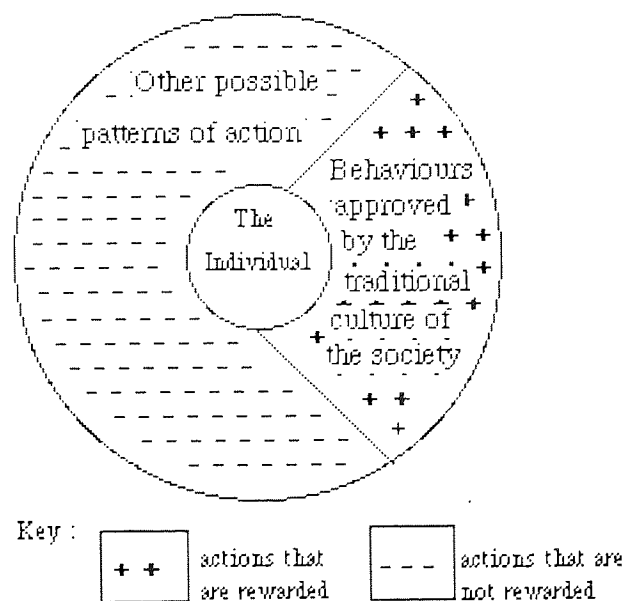 Other possible
patterns of action
The
Individual
Behaviours
approved
by the
traditional
culture of
the society
Key :
actions that
are rewarded
actions that are
not rewarded